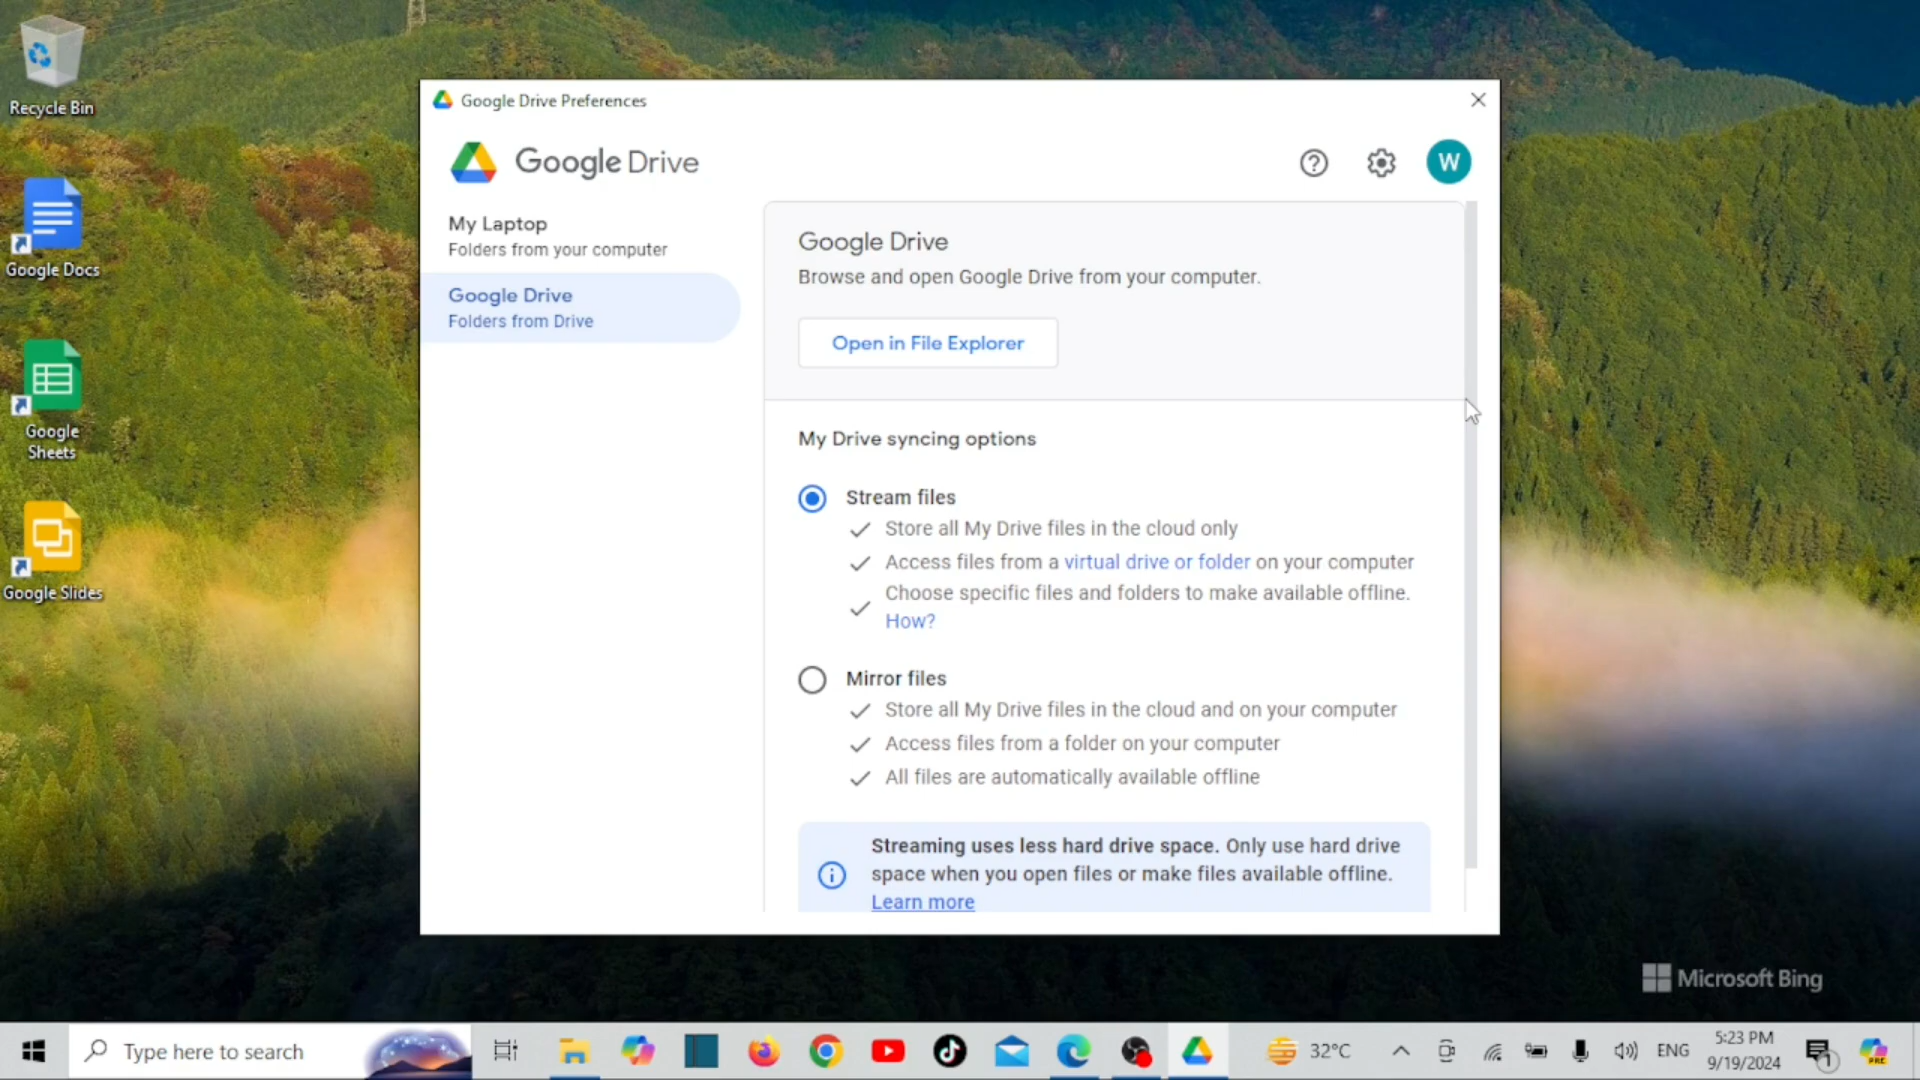 Recycle Bin
Google Docs
Google
Sheets
Google Slides
Google Drive Preferences
Google Drive
W
My Laptop
Folders from your computer
Google Drive
Folders from Drive
Google Drive
Browse and open Google Drive from your computer.
Open in File Explorer
My Drive syncing options
Stream files
Store all My Drive files in the cloud only
Access files from a virtual drive or folder on your computer
Choose specific files and folders to make available offline.
How?
Mirror files
Store all My Drive files in the cloud and on your computer
Access files from a folder on your computer
All files are automatically available offline
Streaming uses less hard drive space. Only use hard drive
space when you open files or make files available offline.
Learn more
Microsoft Bing
Type here to search
32°C
ENG
5:23 PM
9/19/2024
1
PRE